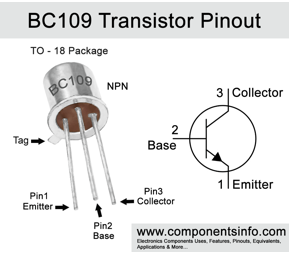 BC109 Transistor Pinout
TO - 18 Package
BC109
NPN
3 Collector
Tag
2
Base
Pin1
Emitter
Pin3
Collector
Pin2
Base
1 Emitter
www.componentsinfo.com
Electronics Components Uses, Features, Pinouts, Equivalents,
Applications & More...